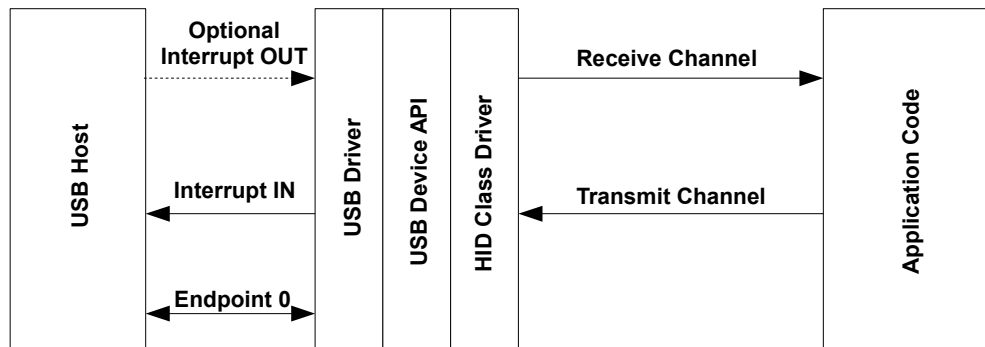 Optional
Interrupt OUT
Receive Channel
USB Host
USB Driver
USB Device API
HID Class Driver
Application Code
Interrupt IN
Transmit Channel
Endpoint 0